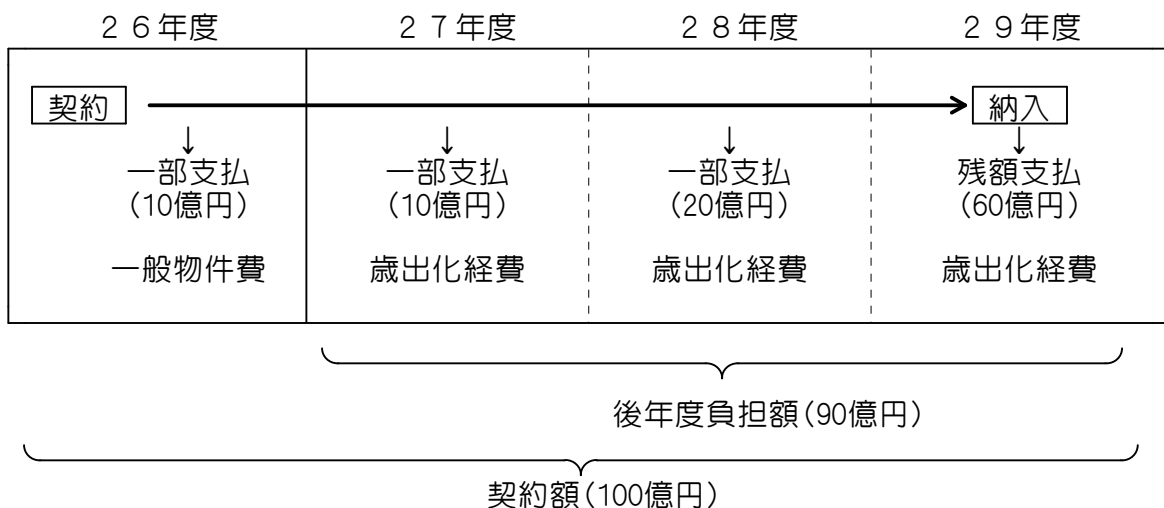 ２６年度 ２７年度 ２８年度 ２９年度
契約 納入
↓ ↓ ↓ ↓
一部支払 一部支払 一部支払 残額支払
(10億円) (10億円) (20億円) (60億円)
一般物件費 歳出化経費 歳出化経費 歳出化経費
後年度負担額(90億円)
契約額(100億円)